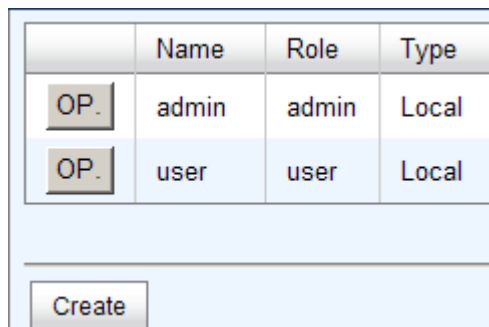 Name Role Type
OP. admin admin Local
OP. user user Local
Create